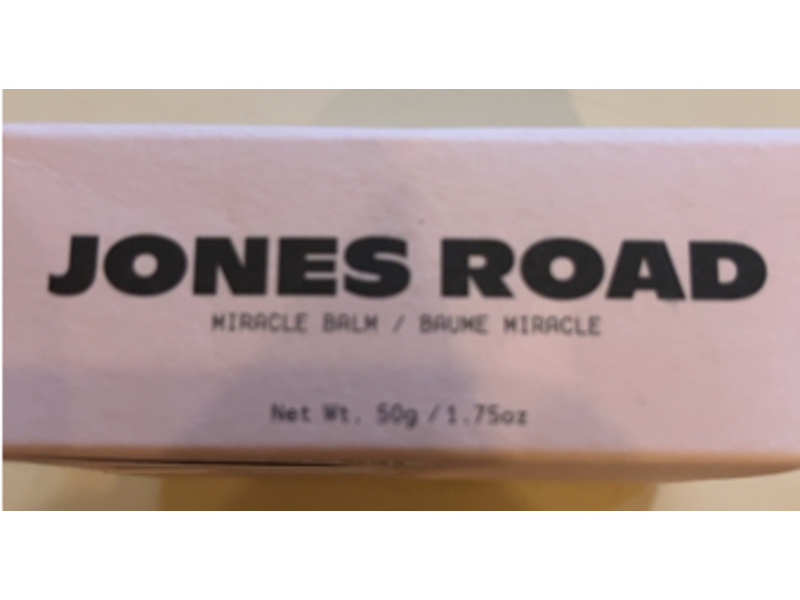 JONES ROAD
MIRACLE BALM / BAUME MIRACLE
Net Wt. 50g / 1.75oz